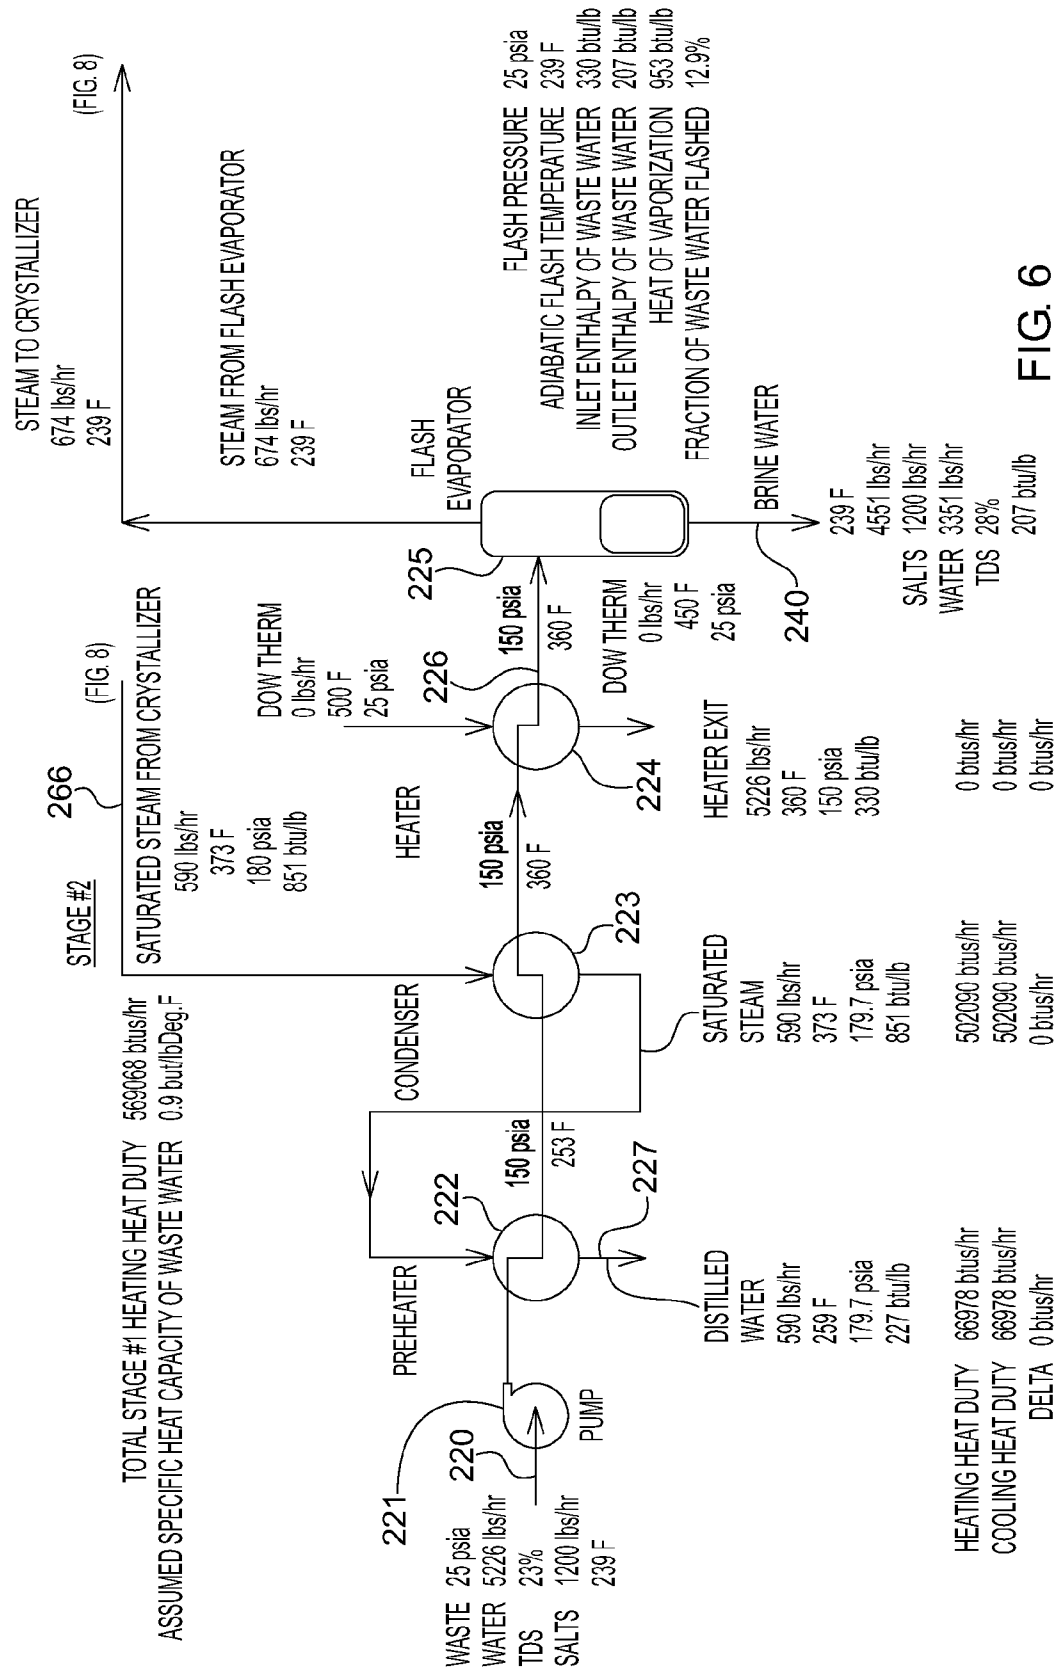 STAGE #2
TOTAL STAGE #1 HEATING HEAT DUTY 569068 btus/hr
ASSUMED SPECIFIC HEAT CAPACITY OF WASTE WATER 0.9 but/lbDeg.F
266
(FIG. 8)
SATURATED STEAM FROM CRYSTALLIZER
590 lbs/hr
373 F
180 psia
851 btu/lb
STEAM TO CRYSTALLIZER
674 lbs/hr
239 F
(FIG. 8)
STEAM FROM FLASH EVAPORATOR
674 lbs/hr
239 F
DOW THERM
0 lbs/hr
500 F
25 psia
PREHEATER
CONDENSER
HEATER
FLASH
EVAPORATOR
221
220
222
223
226
224
225
227
240
WASTE 25 psia
WATER 5226 lbs/hr
TDS 23%
SALTS 1200 lbs/hr
239 F
PUMP
150 psia
253 F
150 psia
360 F
150 psia
360 F
DOW THERM
0 lbs/hr
450 F
25 psia
FLASH PRESSURE 25 psia
ADIABATIC FLASH TEMPERATURE 239 F
INLET ENTHALPY OF WASTE WATER 330 btu/lb
OUTLET ENTHALPY OF WASTE WATER 207 btu/lb
HEAT OF VAPORIZATION 953 btu/lb
FRACTION OF WASTE WATER FLASHED 12.9%
BRINE WATER
239 F
4551 lbs/hr
SALTS 1200 lbs/hr
WATER 3351 lbs/hr
TDS 28%
207 btu/lb
DISTILLED
WATER
590 lbs/hr
259 F
179.7 psia
227 btu/lb
SATURATED
STEAM
590 lbs/hr
373 F
179.7 psia
851 btu/lb
HEATER EXIT
5226 lbs/hr
360 F
150 psia
330 btu/lb
HEATING HEAT DUTY 66978 btus/hr 502090 btus/hr 0 btus/hr
COOLING HEAT DUTY 66978 btus/hr 502090 btus/hr 0 btus/hr
DELTA 0 btus/hr 0 btus/hr 0 btus/hr
FIG. 6